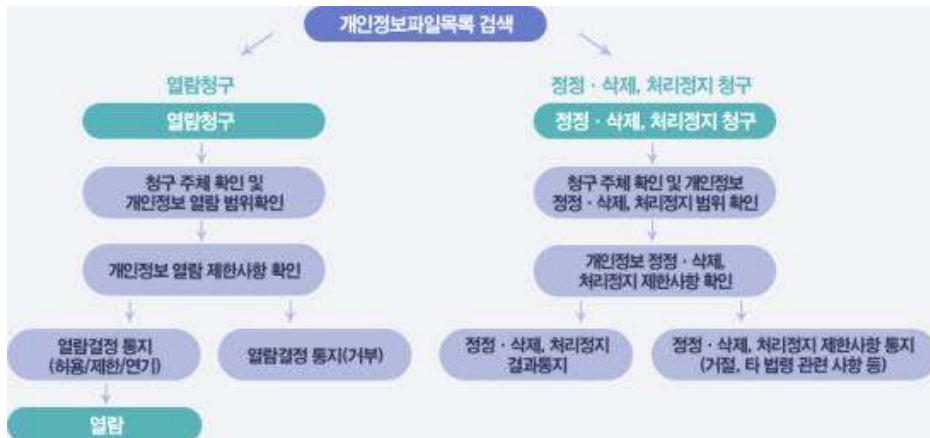 개인정보파일목록 검색
열람청구
열람청구
청구 주체 확인 및
개인정보 열람 범위확인
개인정보 열람 제한사항 확인
열람결정 통지
(허용/제한/연기)
열람결정 통지(거부)
열람
정정 · 삭제, 처리정지 청구
정정 · 삭제, 처리정지 청구
청구 주체 확인 및 개인정보
정정 · 삭제, 처리정지 범위 확인
개인정보 정정 · 삭제,
처리정지 제한사항 확인
정정 · 삭제, 처리정지
결과통지
정정 · 삭제, 처리정지 제한사항 통지
(거절, 타 법령 관련 사항 등)